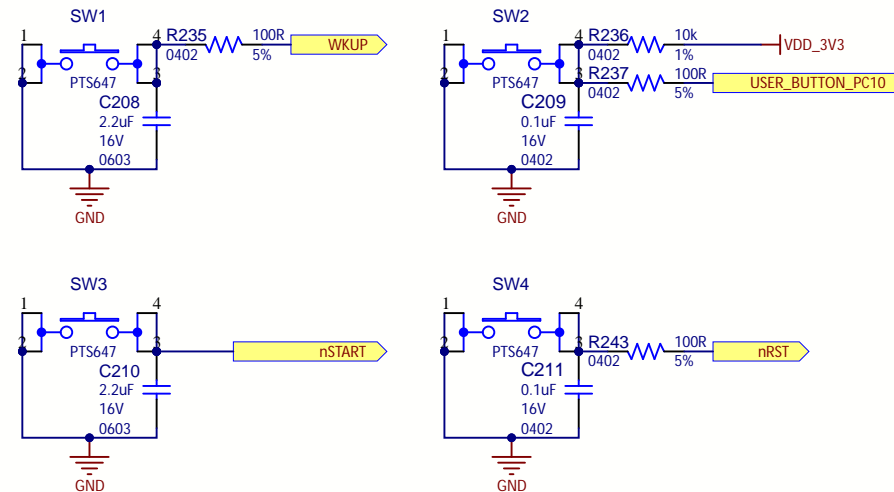 SW1
1
4
R235
100R
WKUP
0402
5%
2
3
PTS647
C208
2.2uF
16V
0603
GND
SW2
1
4
R236
10k
VDD_3V3
0402
1%
2
3
R237
100R
USER_BUTTON_PC10
0402
5%
PTS647
C209
0.1uF
16V
0402
GND
SW3
1
4
2
3
PTS647
nSTART
C210
2.2uF
16V
0603
GND
SW4
1
4
2
3
R243
100R
nRST
0402
5%
PTS647
C211
0.1uF
16V
0402
GND